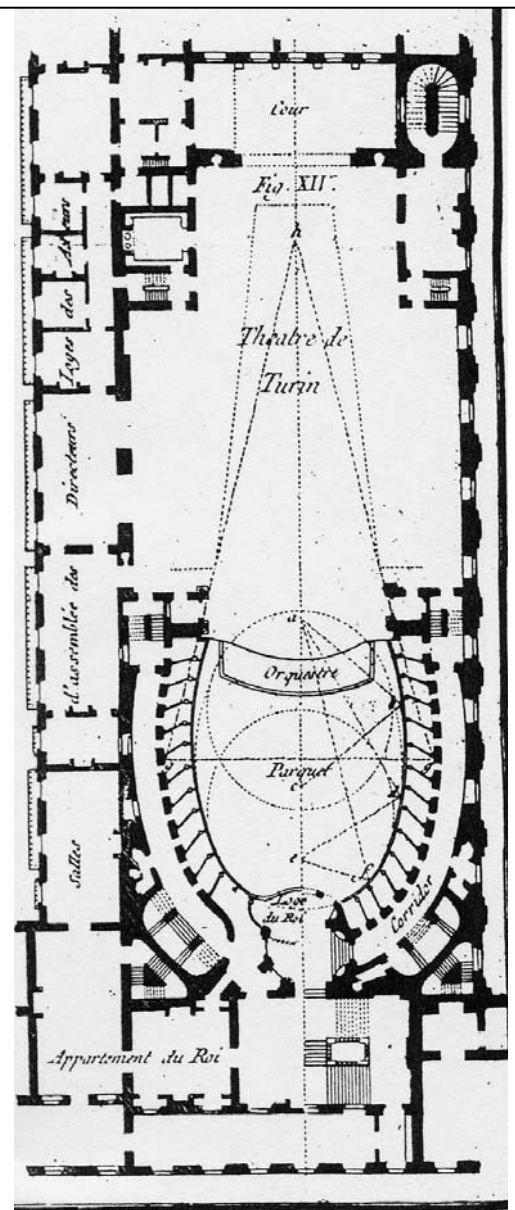 Cour
Fig. XII.
h
Théatre de
Turin
Acteurs
des
Loges
Directeurs
d'assemblée des
Salles
a
Orquestre
b
Parquet
c
d
e
f
Loge
du Roi
Corridor
Appartement du Roi